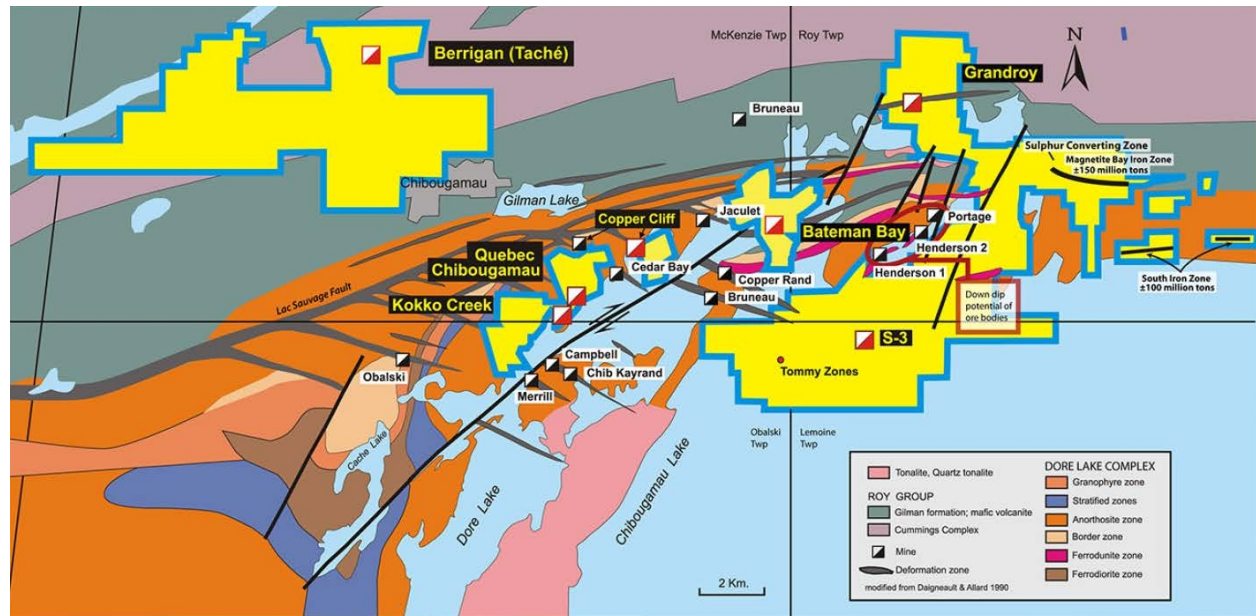 McKenzie Twp
Roy Twp
N
Berrigan (Taché)
Grandroy
Bruneau
Sulphur Converting Zone
Magnetite Bay Iron Zone
±150 million tons
Chibougamau
Gilman Lake
Copper Cliff
Jaculet
Bateman Bay
Portage
Henderson 2
Henderson 1
Quebec
Chibougamau
Cedar Bay
Copper Rand
Kokko Creek
Bruneau
South Iron Zone
±100 million tons
Lac Sauvage Fault
Down dip
potential of
ore bodies
S-3
Tommy Zones
Obalski
Campbell
Chib Kayrand
Merrill
Cache Lake
Dore Lake
Chibougamau Lake
Obalski
Twp
Lemoine
Twp
2 Km.
Tonalite, Quartz tonalite
ROY GROUP
Gilman formation; mafic volcanite
Cummings Complex
Mine
Deformation zone
modified from Daigneault & Allard 1990
DORE LAKE COMPLEX
Granophyre zone
Stratified zones
Anorthosite zone
Border zone
Ferrodunite zone
Ferrodiorite zone